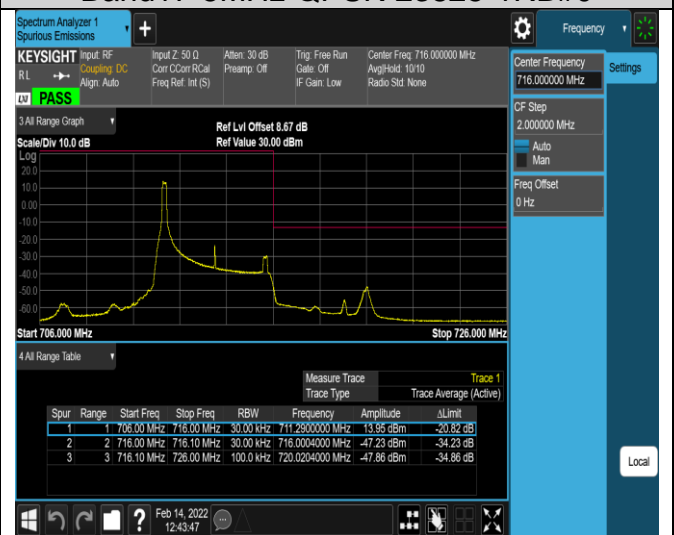 Spectrum Analyzer 1
Spurious Emissions
Frequency
KEYSIGHT
Input: RF
Coupling: DC
Align: Auto
Input Z: 50 Ω
Corr CCorr RCal
Freq Ref: Int (S)
Atten: 30 dB
Preamp: Off
Trig: Free Run
Gate: Off
IF Gain: Low
Center Freq: 716.000000 MHz
Avg|Hold: 10/10
Radio Std: None
R L
LXI
PASS
Center Frequency
716.000000 MHz
Settings
CF Step
2.000000 MHz
Auto
Man
Freq Offset
0 Hz
3 All Range Graph
Ref Lvl Offset 8.67 dB
Scale/Div 10.0 dB
Ref Value 30.00 dBm
Log
20.0
10.0
0.00
-10.0
-20.0
-30.0
-40.0
-50.0
-60.0
Start 706.000 MHz
Stop 726.000 MHz
4 All Range Table
Measure Trace Trace 1
Trace Type Trace Average (Active)
Spur Range Start Freq Stop Freq RBW Frequency Amplitude ΔLimit
1 1 706.00 MHz 716.00 MHz 30.00 kHz 711.2900000 MHz 13.95 dBm -20.82 dB
2 2 716.00 MHz 716.10 MHz 30.00 kHz 716.0004000 MHz -47.23 dBm -34.23 dB
3 3 716.10 MHz 726.00 MHz 100.0 kHz 720.0204000 MHz -47.86 dBm -34.86 dB
Local
?
Feb 14, 2022
12:43:47